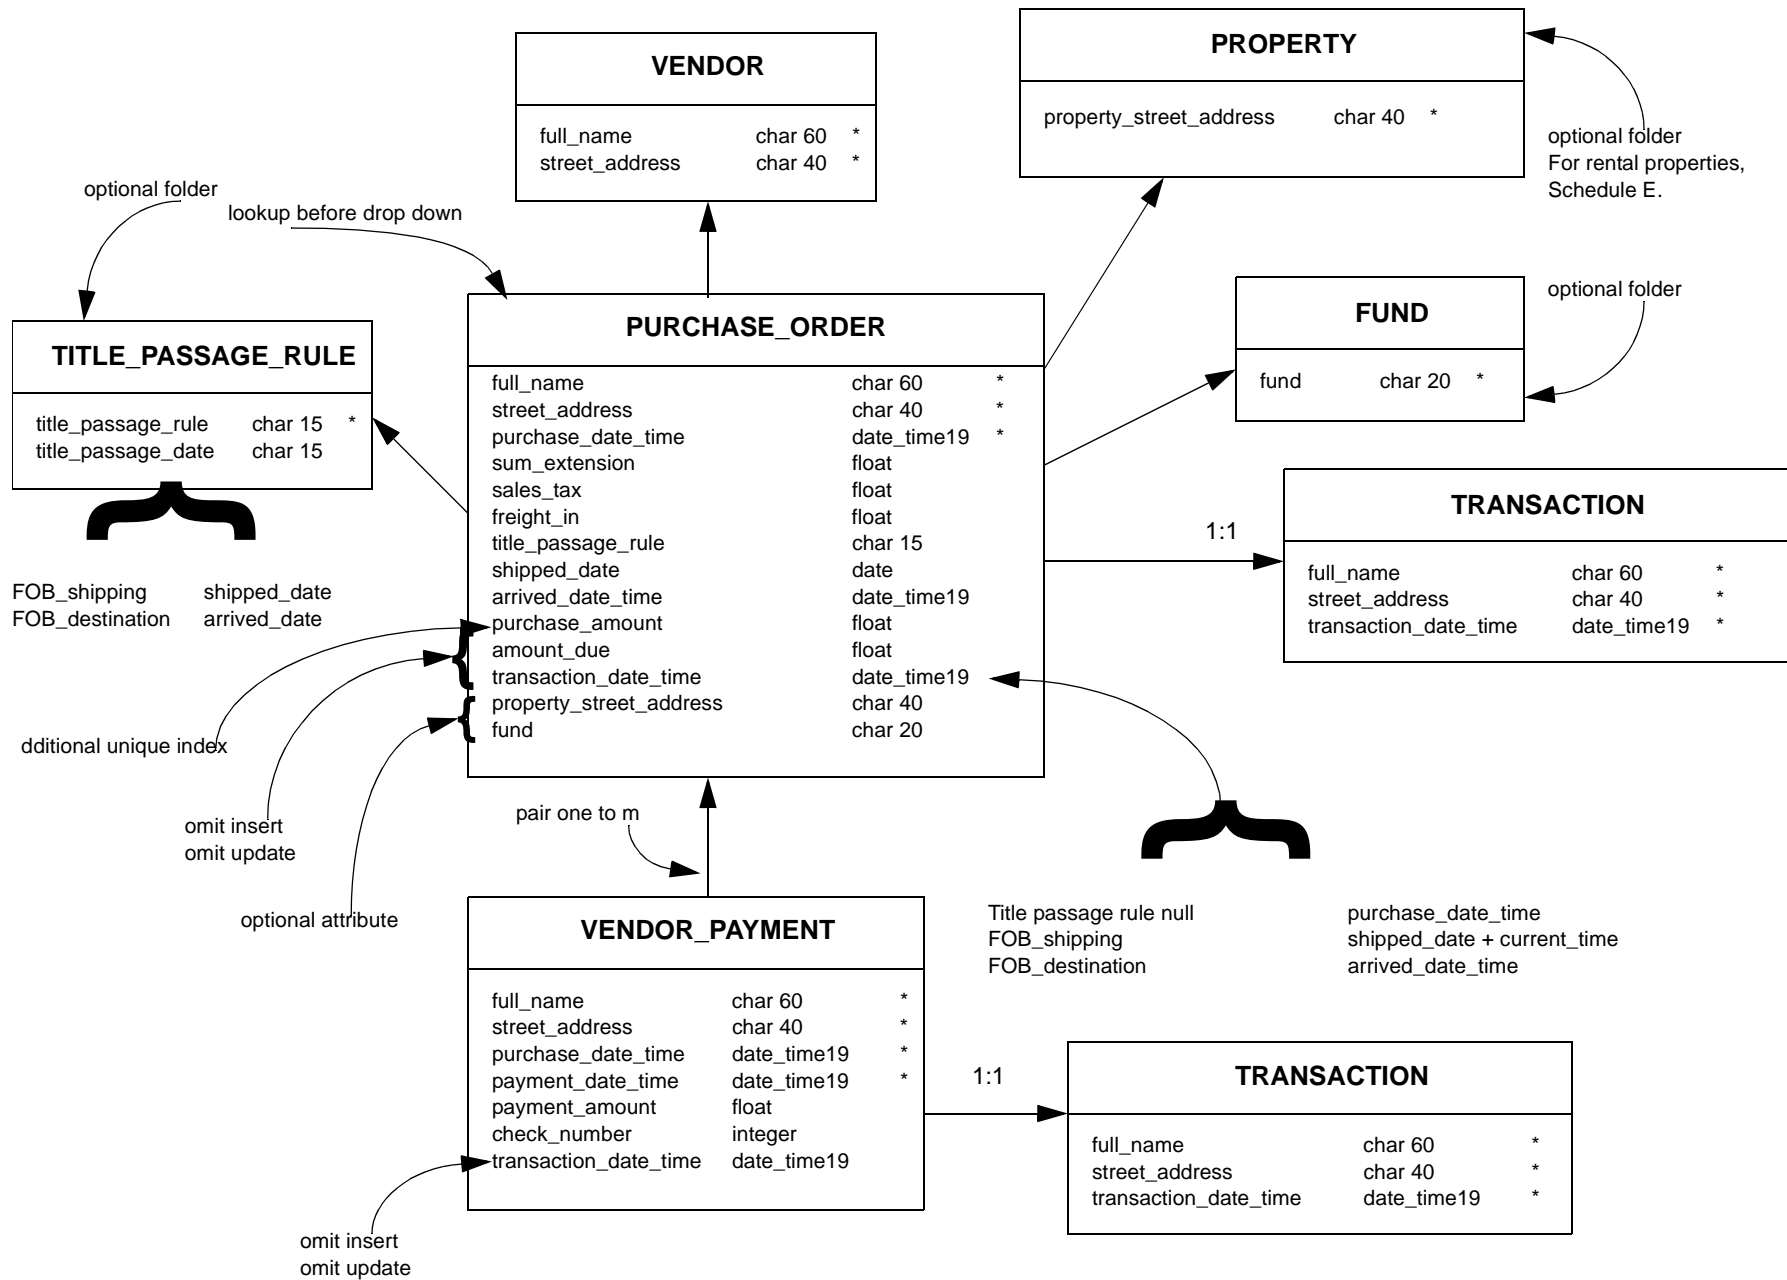 VENDOR
full_name char 60 *
street_address char 40 *
PROPERTY
property_street_address char 40 *
optional folder
For rental properties,
Schedule E.
optional folder
lookup before drop down
TITLE_PASSAGE_RULE
title_passage_rule char 15 *
title_passage_date char 15
FOB_shipping shipped_date
FOB_destination arrived_date
PURCHASE_ORDER
full_name char 60 *
street_address char 40 *
purchase_date_time date_time19 *
sum_extension float
sales_tax float
freight_in float
title_passage_rule char 15
shipped_date date
arrived_date_time date_time19
purchase_amount float
amount_due float
transaction_date_time date_time19
property_street_address char 40
fund char 20
FUND
fund char 20 *
optional folder
1:1
TRANSACTION
full_name char 60 *
street_address char 40 *
transaction_date_time date_time19 *
dditional unique index
omit insert
omit update
optional attribute
pair one to m
Title passage rule null purchase_date_time
FOB_shipping shipped_date + current_time
FOB_destination arrived_date_time
VENDOR_PAYMENT
full_name char 60 *
street_address char 40 *
purchase_date_time date_time19 *
payment_date_time date_time19 *
payment_amount float
check_number integer
transaction_date_time date_time19
omit insert
omit update
1:1
TRANSACTION
full_name char 60 *
street_address char 40 *
transaction_date_time date_time19 *